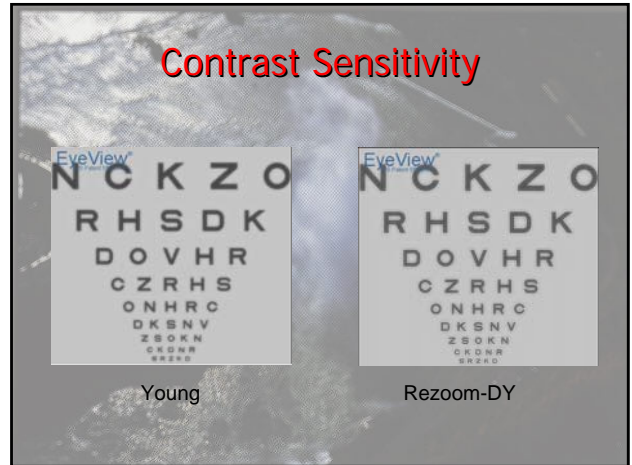 Contrast Sensitivity
EyeView
N C K Z O
R H S D K
D O V H R
C Z R H S
O N H R C
D K S N V
Z S O K N
C K D N R
S R Z K D
Young
EyeView
N C K Z O
R H S D K
D O V H R
C Z R H S
O N H R C
D K S N V
Z S O K N
C K D N R
S R Z K D
Rezoom-DY